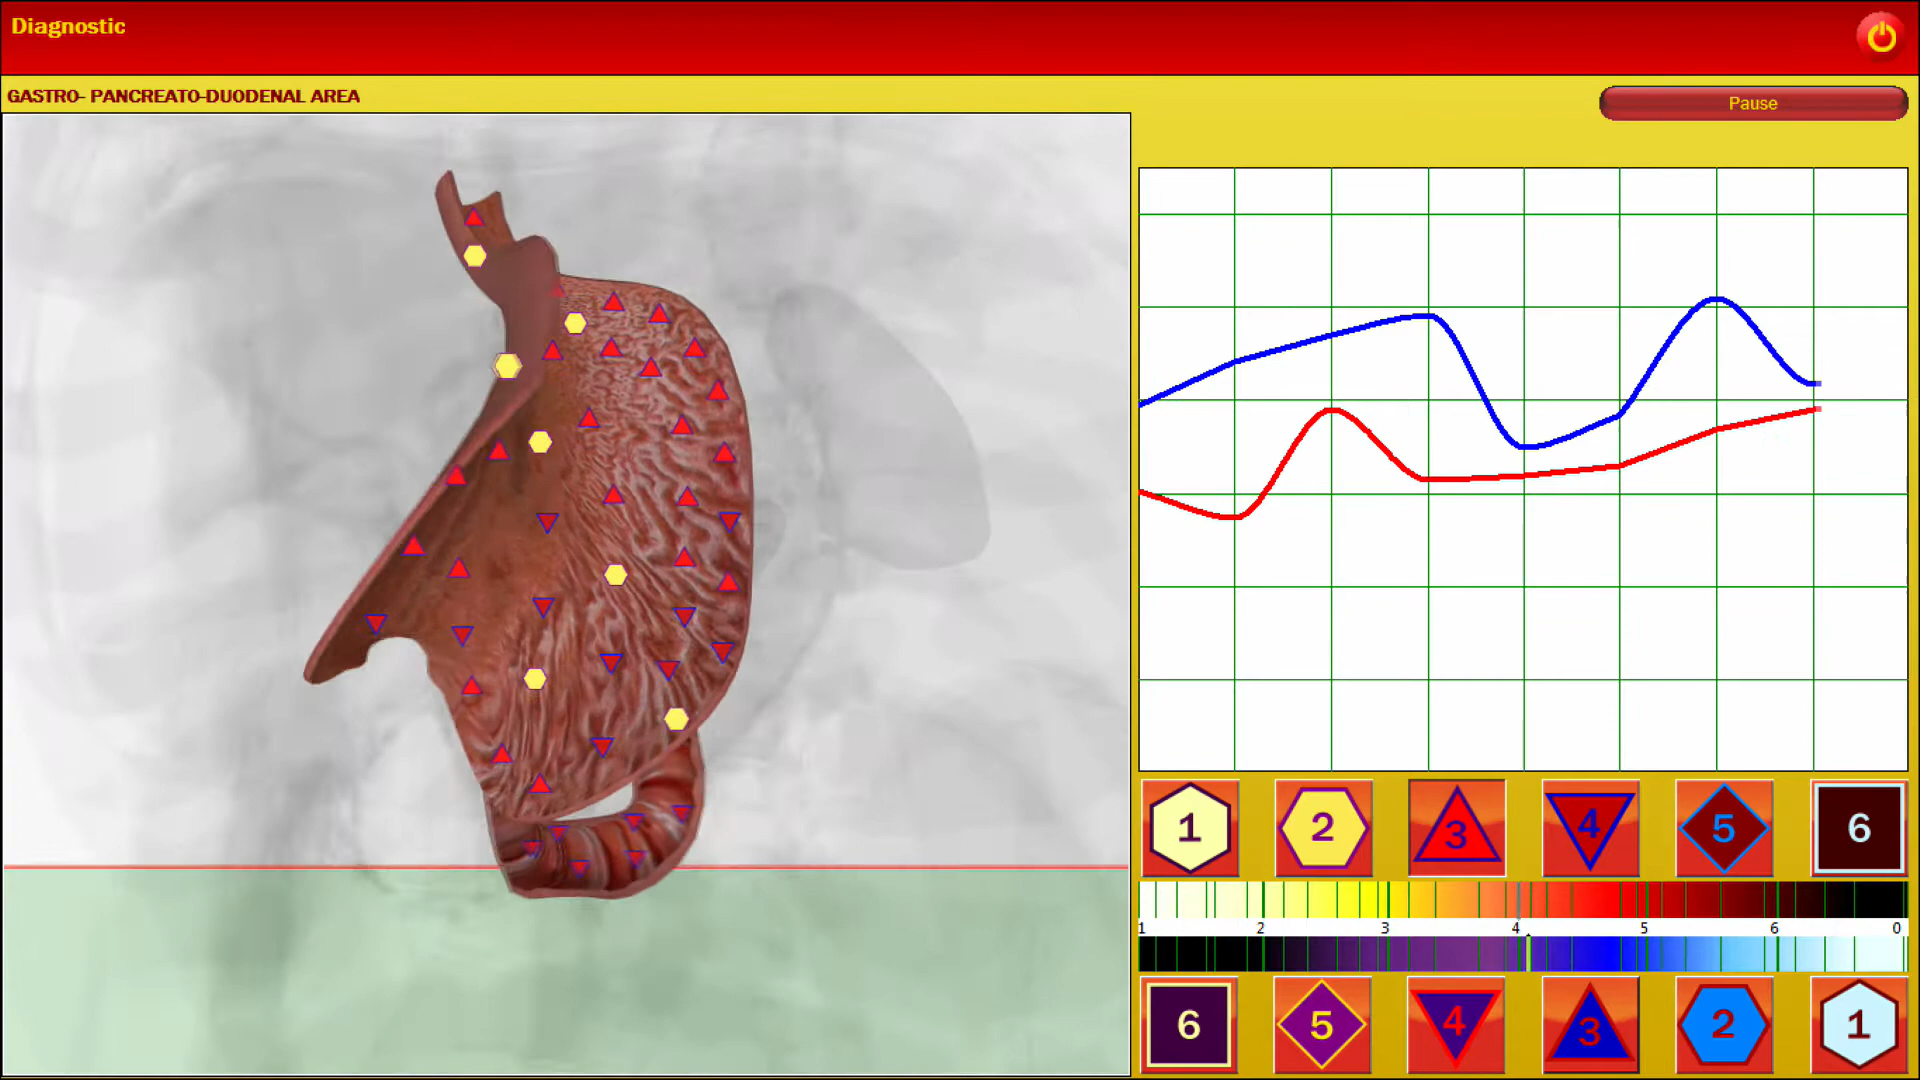 Diagnostic
GASTRO- PANCREATO-DUODENAL AREA
Pause
1 2 3 4 5 6
1 2 3 4 5 6 0
6 5 4 3 2 1